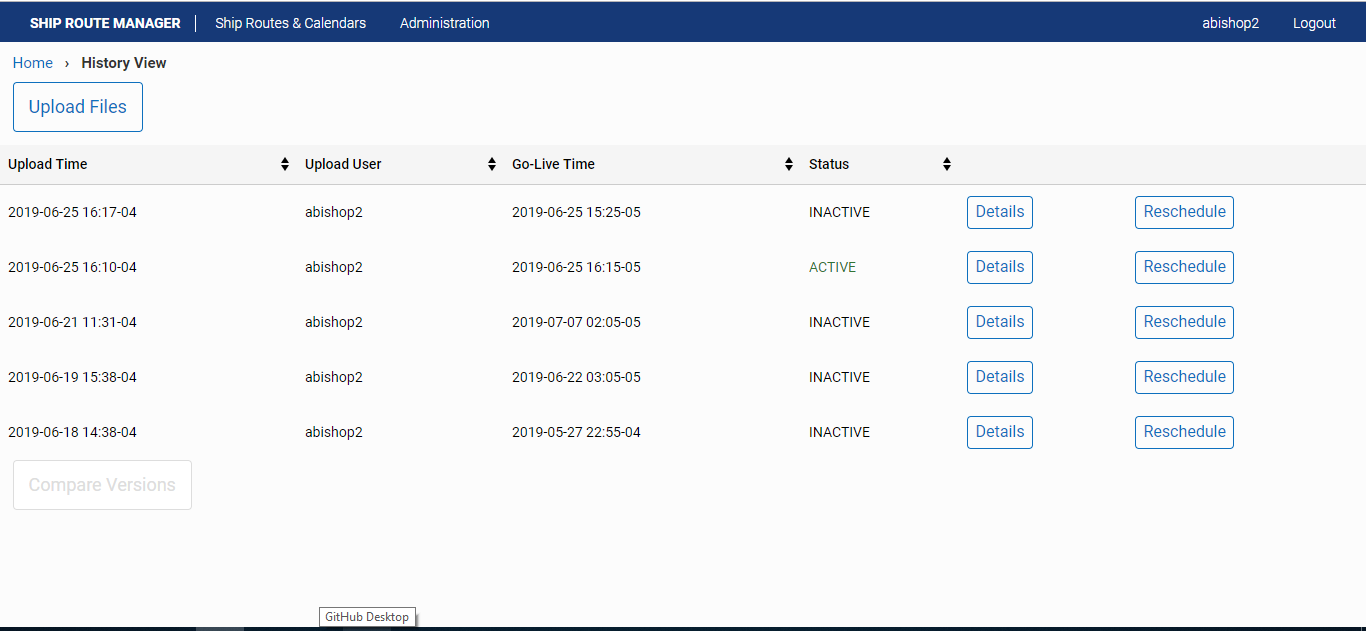 SHIP ROUTE MANAGER Ship Routes & Calendars Administration abishop2 Logout
Home › History View
Upload Files
Upload Time Upload User Go-Live Time Status
2019-06-25 16:17-04 abishop2 2019-06-25 15:25-05 INACTIVE Details Reschedule
2019-06-25 16:10-04 abishop2 2019-06-25 16:15-05 ACTIVE Details Reschedule
2019-06-21 11:31-04 abishop2 2019-07-07 02:05-05 INACTIVE Details Reschedule
2019-06-19 15:38-04 abishop2 2019-06-22 03:05-05 INACTIVE Details Reschedule
2019-06-18 14:38-04 abishop2 2019-05-27 22:55-04 INACTIVE Details Reschedule
Compare Versions
GitHub Desktop